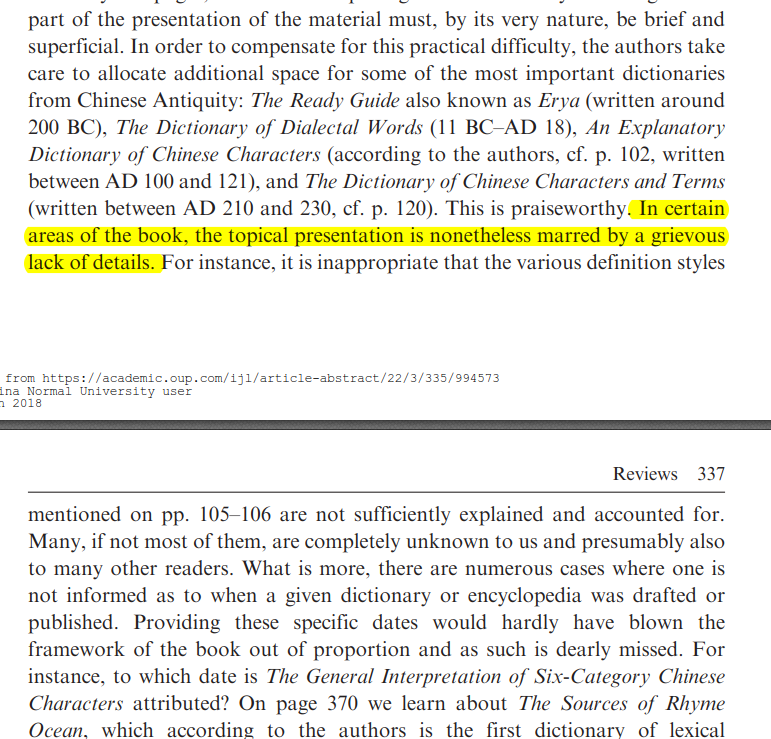 part of the presentation of the material must, by its very nature, be brief and
superficial. In order to compensate for this practical difficulty, the authors take
care to allocate additional space for some of the most important dictionaries
from Chinese Antiquity: The Ready Guide also known as Erya (written around
200 BC), The Dictionary of Dialectal Words (11 BC–AD 18), An Explanatory
Dictionary of Chinese Characters (according to the authors, cf. p. 102, written
between AD 100 and 121), and The Dictionary of Chinese Characters and Terms
(written between AD 210 and 230, cf. p. 120). This is praiseworthy. In certain
areas of the book, the topical presentation is nonetheless marred by a grievous
lack of details. For instance, it is inappropriate that the various definition styles
from https://academic.oup.com/ijl/article-abstract/22/3/335/994573
ina Normal University user
2018
Reviews 337
mentioned on pp. 105–106 are not sufficiently explained and accounted for.
Many, if not most of them, are completely unknown to us and presumably also
to many other readers. What is more, there are numerous cases where one is
not informed as to when a given dictionary or encyclopedia was drafted or
published. Providing these specific dates would hardly have blown the
framework of the book out of proportion and as such is dearly missed. For
instance, to which date is The General Interpretation of Six-Category Chinese
Characters attributed? On page 370 we learn about The Sources of Rhyme
Ocean, which according to the authors is the first dictionary of lexical